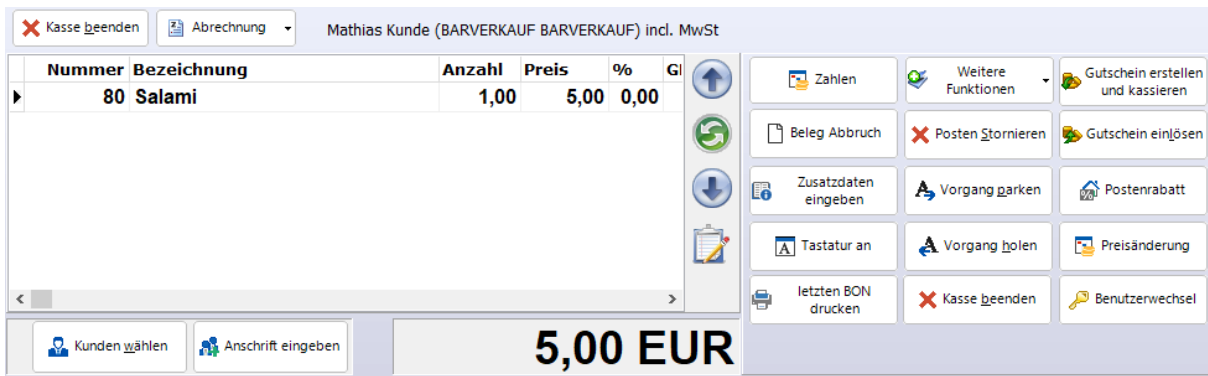 Kasse beenden Abrechnung Mathias Kunde (BARVERKAUF BARVERKAUF) incl. MwSt
Nummer Bezeichnung Anzahl Preis % Gl
80 Salami 1,00 5,00 0,00
Zahlen
Weitere
Funktionen
Gutschein erstellen
und kassieren
Beleg Abbruch
Posten Stornieren
Gutschein einlösen
Zusatzdaten
eingeben
Vorgang parken
Postenrabatt
Tastatur an
Vorgang holen
Preisänderung
letzten BON
drucken
Kasse beenden
Benutzerwechsel
Kunden wählen
Anschrift eingeben
5,00 EUR